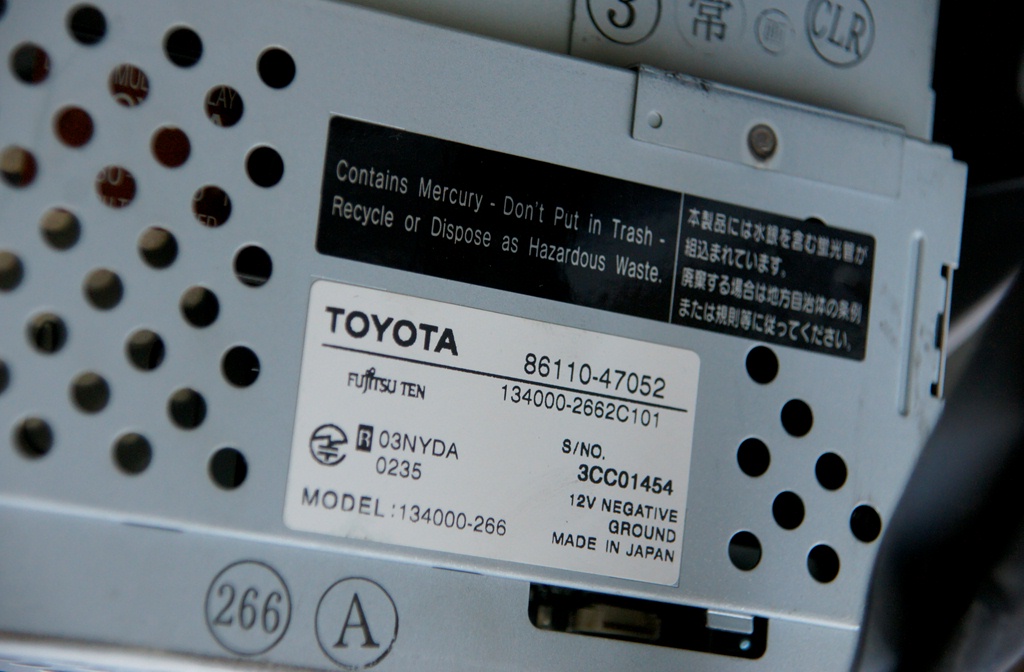 3 常 CLR
Contains Mercury - Don't Put in Trash -
Recycle or Dispose as Hazardous Waste.
本製品には水銀を含む蛍光管が
組込まれています。
廃棄する場合は地方自治体の条例
または規則等に従ってください。
TOYOTA
86110-47052
FUJITSU TEN
134000-2662C101
R 03NYDA
0235
S/NO.
3CC01454
MODEL:134000-266
12V NEGATIVE
GROUND
MADE IN JAPAN
266 A